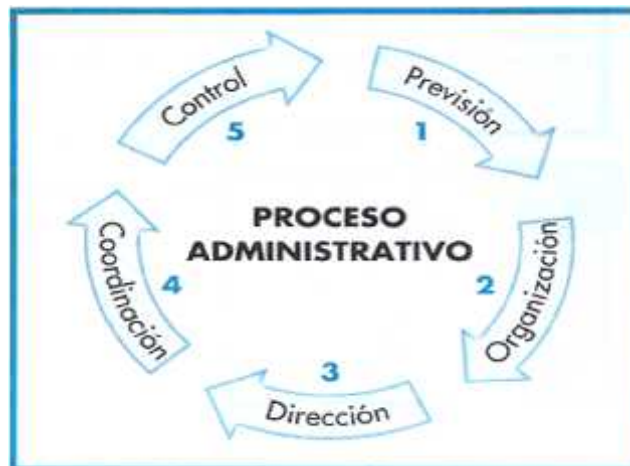 PROCESO
ADMINISTRATIVO
Previsión
1
Organización
2
Dirección
3
Coordinación
4
Control
5